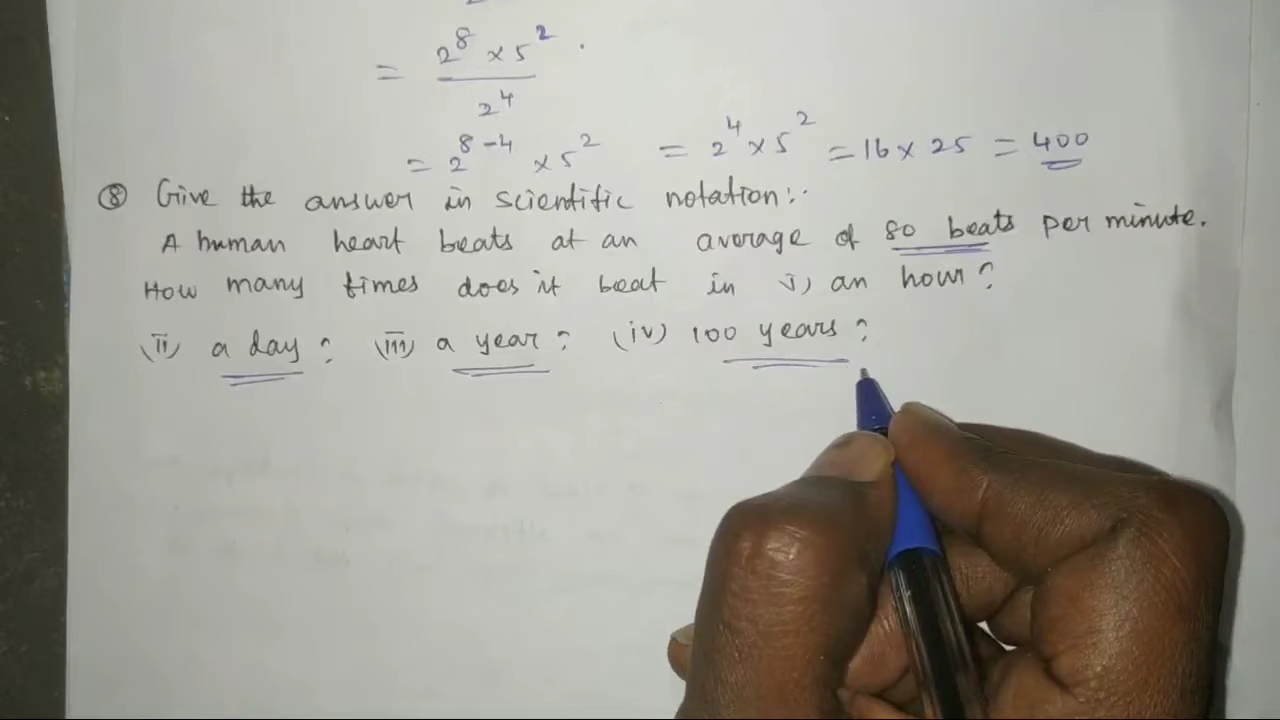 = 2^8 × 5^2 / 2^4
= 2^{8-4} × 5^2 = 2^4 × 5^2 = 16 × 25 = 400
⑧ Give the answer in scientific notation:-
A human heart beats at an average of 80 beats per minute.
How many times does it beat in i) an hour?
(ii) a day? (iii) a year? (iv) 100 years?